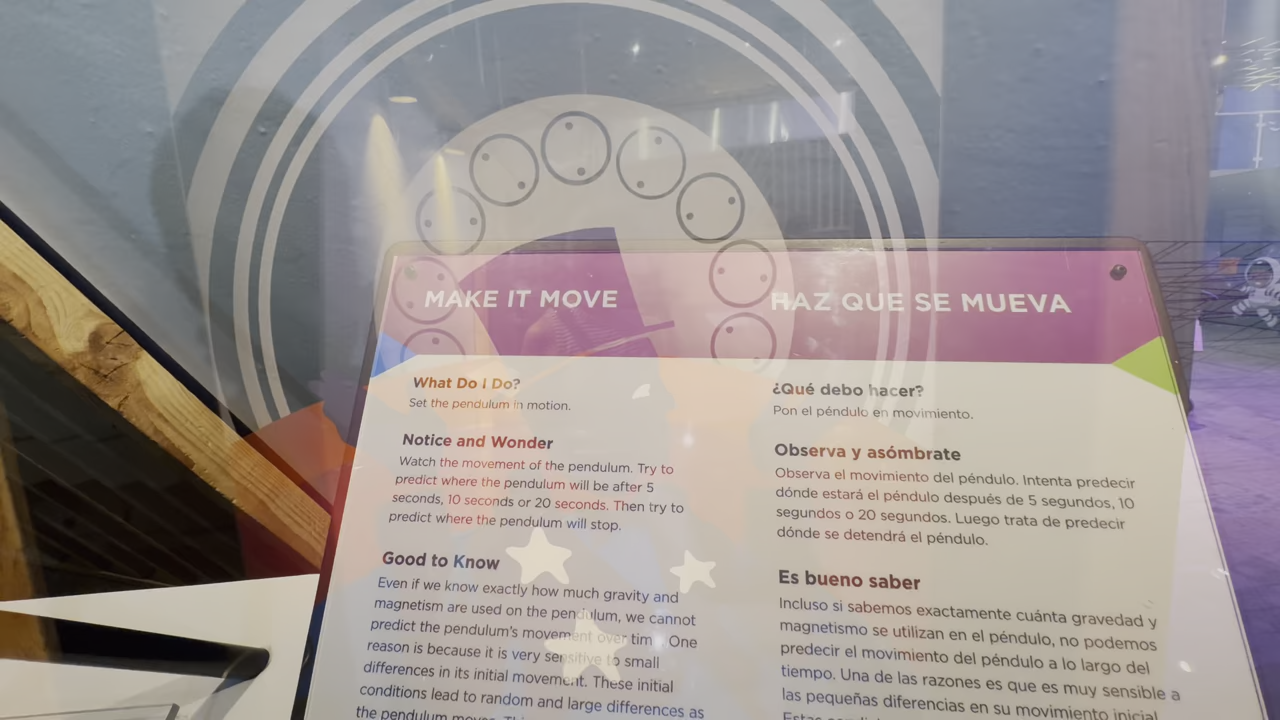 MAKE IT MOVE
What Do I Do?
Set the pendulum in motion.
Notice and Wonder
Watch the movement of the pendulum. Try to
predict where the pendulum will be after 5
seconds, 10 seconds or 20 seconds. Then try to
predict where the pendulum will stop.
Good to Know
Even if we know exactly how much gravity and
magnetism are used on the pendulum, we cannot
predict the pendulum's movement over tim One
reason is because it is very sensitive to small
differences in its initial movement. These initial
conditions lead to random and large differences as
the pendulum moves.
HAZ QUE SE MUEVA
¿Qué debo hacer?
Pon el péndulo en movimiento.
Observa y asómbrate
Observa el movimiento del péndulo. Intenta predecir
dónde estará el péndulo después de 5 segundos, 10
segundos o 20 segundos. Luego trata de predecir
dónde se detendrá el péndulo.
Es bueno saber
Incluso si sabemos exactamente cuánta gravedad y
magnetismo se utilizan en el péndulo, no podemos
predecir el movimiento del péndulo a lo largo del
tiempo. Una de las razones es que es muy sensible a
las pequeñas diferencias en su movimiento inicial